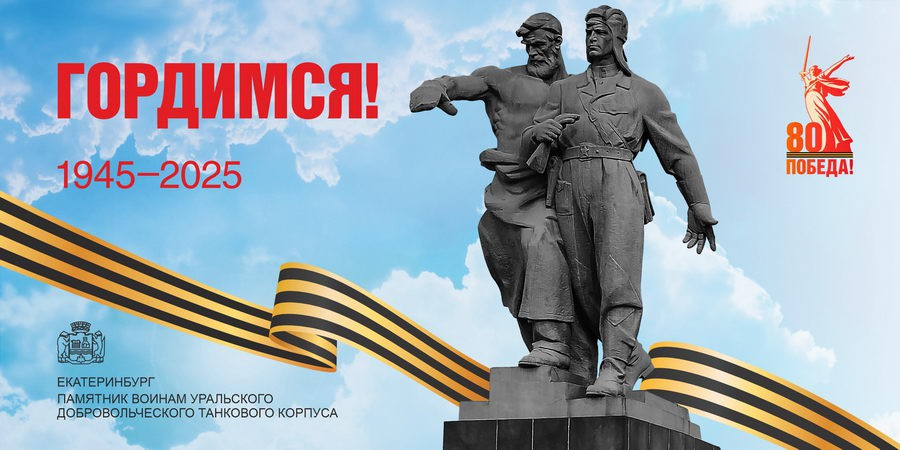 ГОРДИМСЯ!
1945–2025
80
ПОБЕДА!
ЕКАТЕРИНБУРГ
ПАМЯТНИК ВОИНАМ УРАЛЬСКОГО
ДОБРОВОЛЬЧЕСКОГО ТАНКОВОГО КОРПУСА